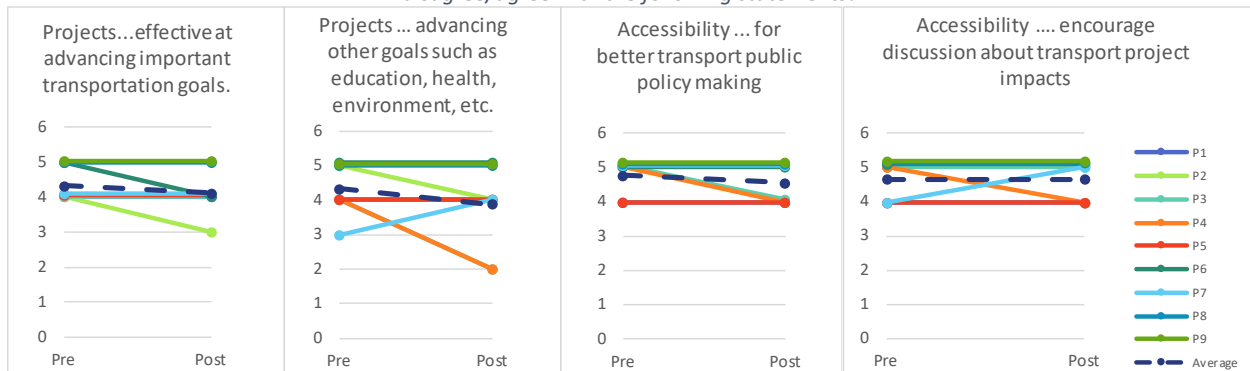 Projects...effective at
advancing important
transportation goals.
6
5
4
3
2
1
0
Pre
Post
Projects ... advancing
other goals such as
education, health,
environment, etc.
6
5
4
3
2
1
0
Pre
Post
Accessibility ... for
better transport public
policy making
6
5
4
3
2
1
0
Pre
Post
Accessibility .... encourage
discussion about transport project
impacts
6
5
4
3
2
1
0
Pre
Post
P1
P2
P3
P4
P5
P6
P7
P8
P9
Average